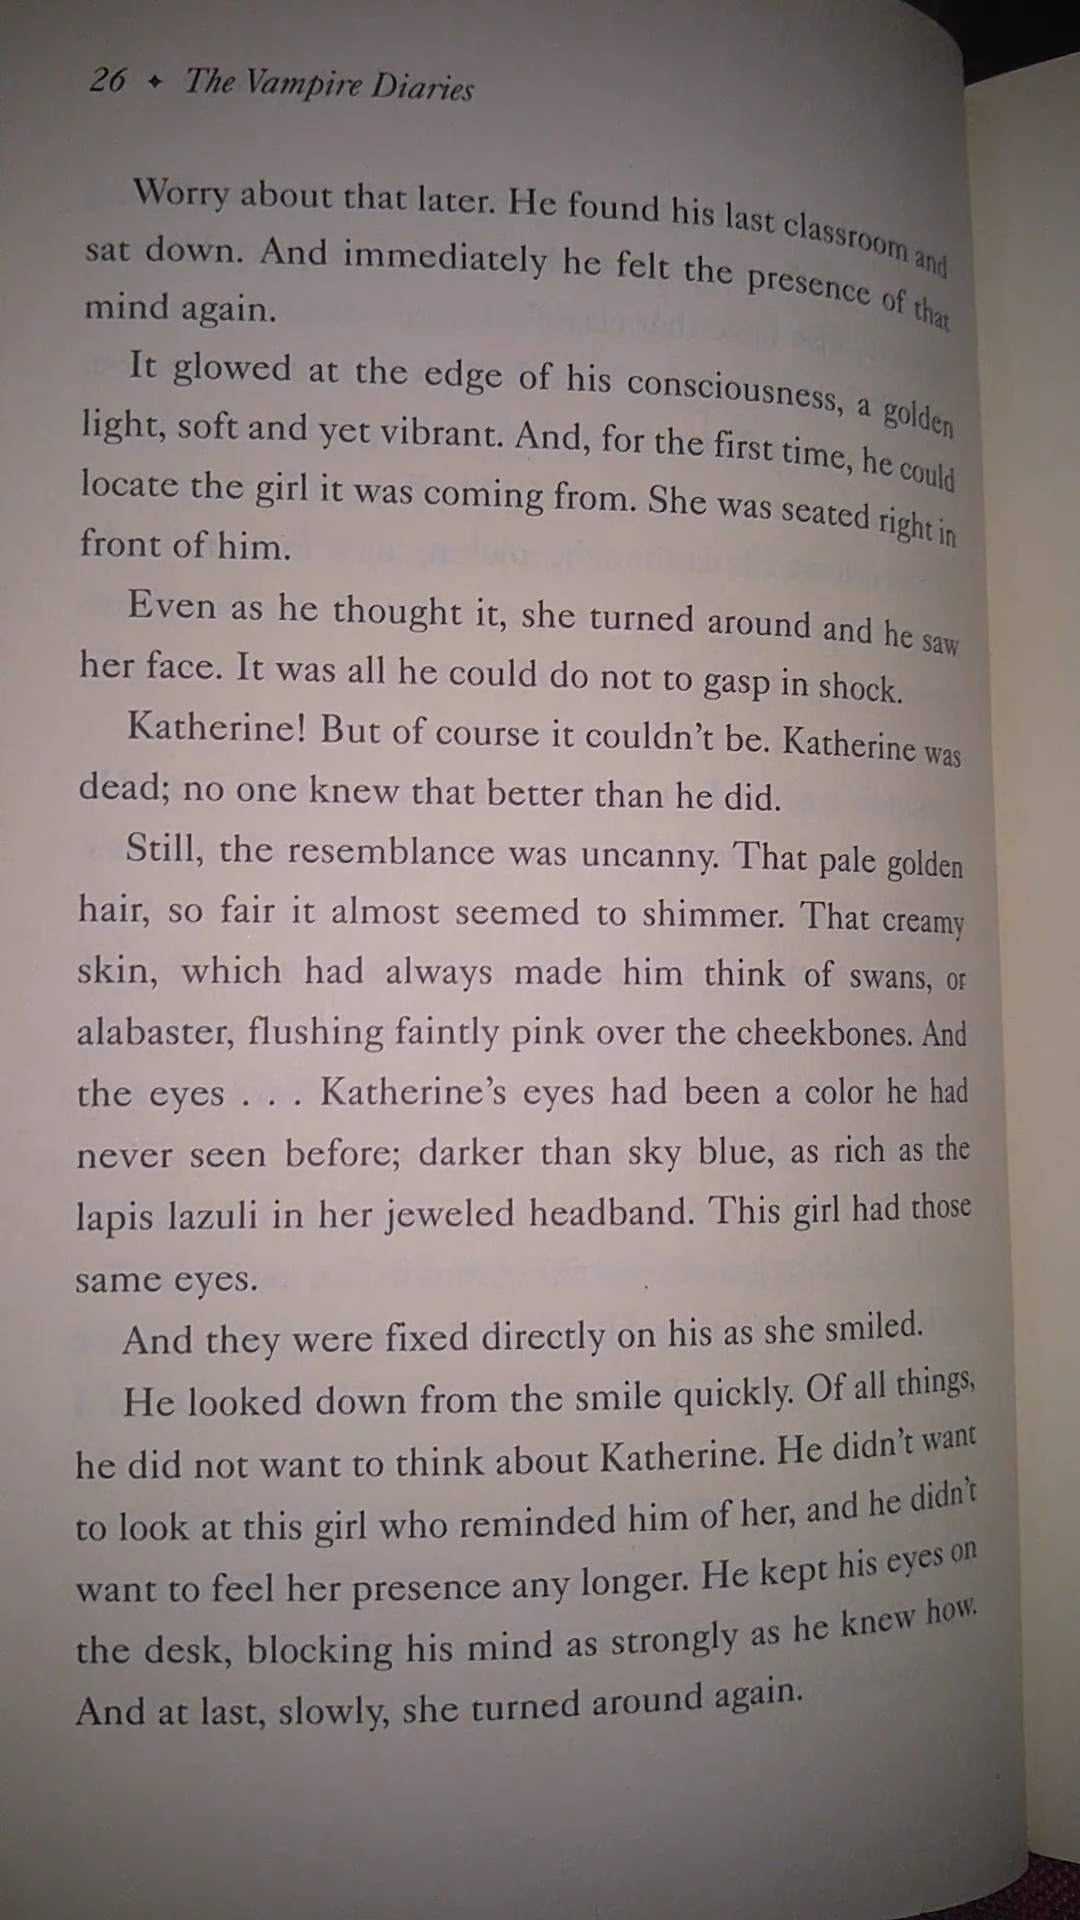 26 ✦ The Vampire Diaries
Worry about that later. He found his last classroom and
sat down. And immediately he felt the presence of that
mind again.
It glowed at the edge of his consciousness, a golden
light, soft and yet vibrant. And, for the first time, he could
locate the girl it was coming from. She was seated right in
front of him.
Even as he thought it, she turned around and he saw
her face. It was all he could do not to gasp in shock.
Katherine! But of course it couldn’t be. Katherine was
dead; no one knew that better than he did.
Still, the resemblance was uncanny. That pale golden
hair, so fair it almost seemed to shimmer. That creamy
skin, which had always made him think of swans, or
alabaster, flushing faintly pink over the cheekbones. And
the eyes . . . Katherine’s eyes had been a color he had
never seen before; darker than sky blue, as rich as the
lapis lazuli in her jeweled headband. This girl had those
same eyes.
And they were fixed directly on his as she smiled.
He looked down from the smile quickly. Of all things,
he did not want to think about Katherine. He didn’t want
to look at this girl who reminded him of her, and he didn’t
want to feel her presence any longer. He kept his eyes on
the desk, blocking his mind as strongly as he knew how.
And at last, slowly, she turned around again.